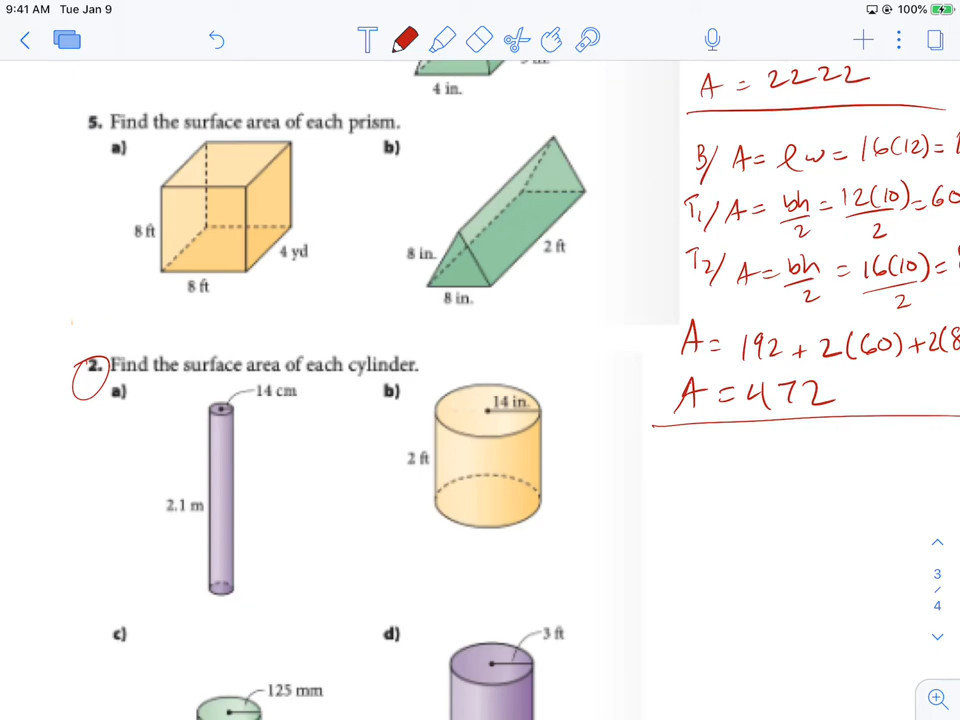 9:41 AM Tue Jan 9
100%
4 in.
5. Find the surface area of each prism.
a)
b)
8 ft
4 yd
8 ft
8 in.
2 ft
8 in.
2. Find the surface area of each cylinder.
a)
14 cm
b)
14 in.
2 ft
2.1 m
c)
d)
3 ft
125 mm
A = 2222
B/ A = lw = 16(12) =
T1/ A = bh/2 = 12(10)/2 = 60
T2/ A = bh/2 = 16(10)/2 =
A = 192 + 2(60) + 2(8
A = 472
3
/
4
T